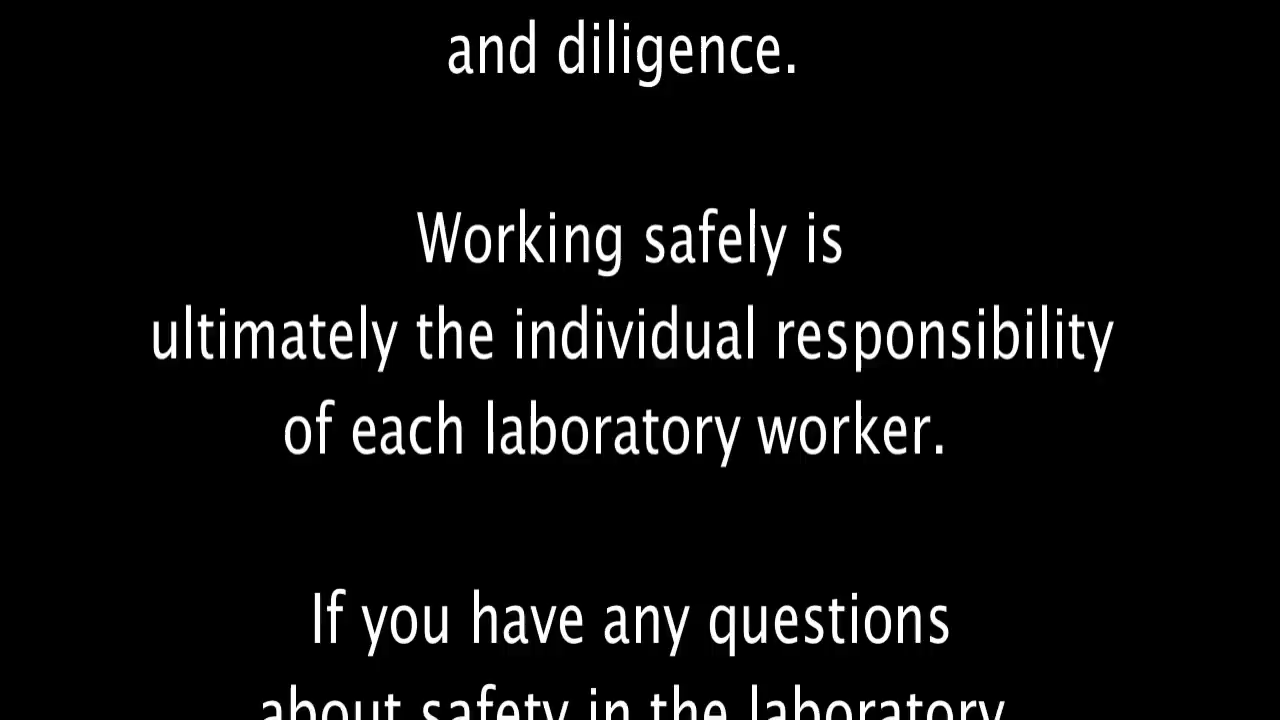 and diligence.
Working safely is
ultimately the individual responsibility
of each laboratory worker.
If you have any questions
about safety in the laboratory